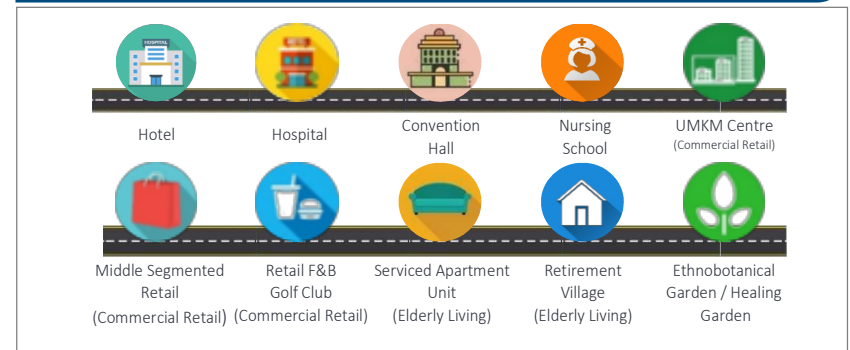 HOSPITAL
Hotel
Hospital
Convention
Hall
Nursing
School
UMKM Centre
(Commercial Retail)
Middle Segmented
Retail
(Commercial Retail)
Retail F&B
Golf Club
(Commercial Retail)
Serviced Apartment
Unit
(Elderly Living)
Retirement
Village
(Elderly Living)
Ethnobotanical
Garden / Healing
Garden